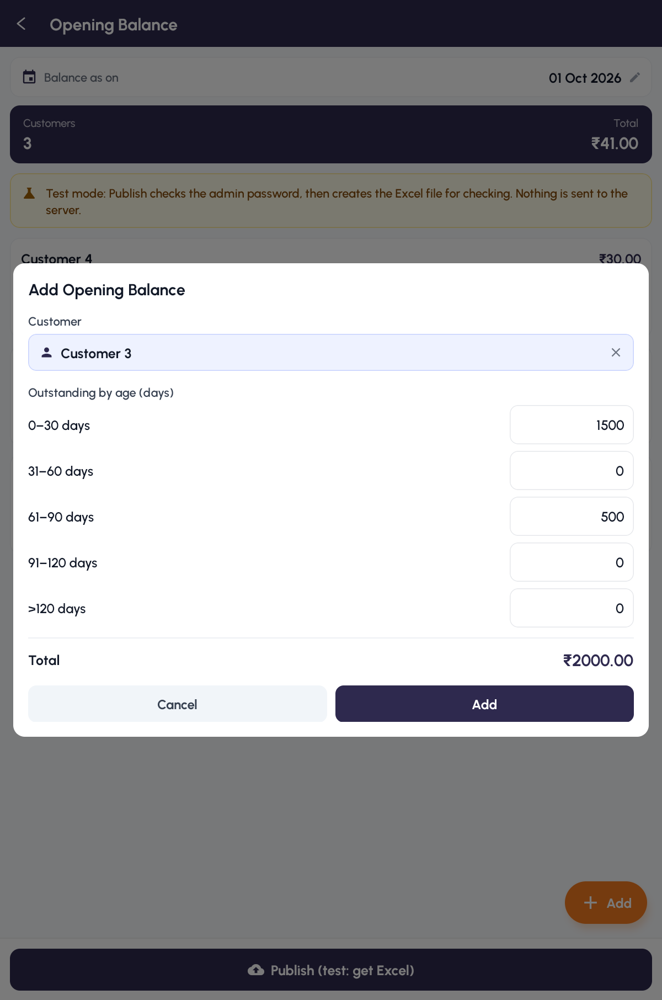 Opening Balance
Balance as on
01 Oct 2026
Customers
Total
3
₹41.00
Test mode: Publish checks the admin password, then creates the Excel file for checking. Nothing is sent to the
server.
Customer 4
₹30.00
Add Opening Balance
Customer
Customer 3
Outstanding by age (days)
0–30 days
1500
31–60 days
0
61–90 days
500
91–120 days
0
>120 days
0
Total
₹2000.00
Cancel
Add
Add
Publish (test: get Excel)